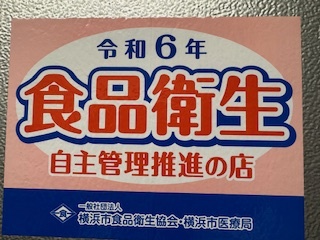 令和6年
食品衛生
自主管理推進の店
食
一般社団法人
横浜市食品衛生協会・横浜市医療局